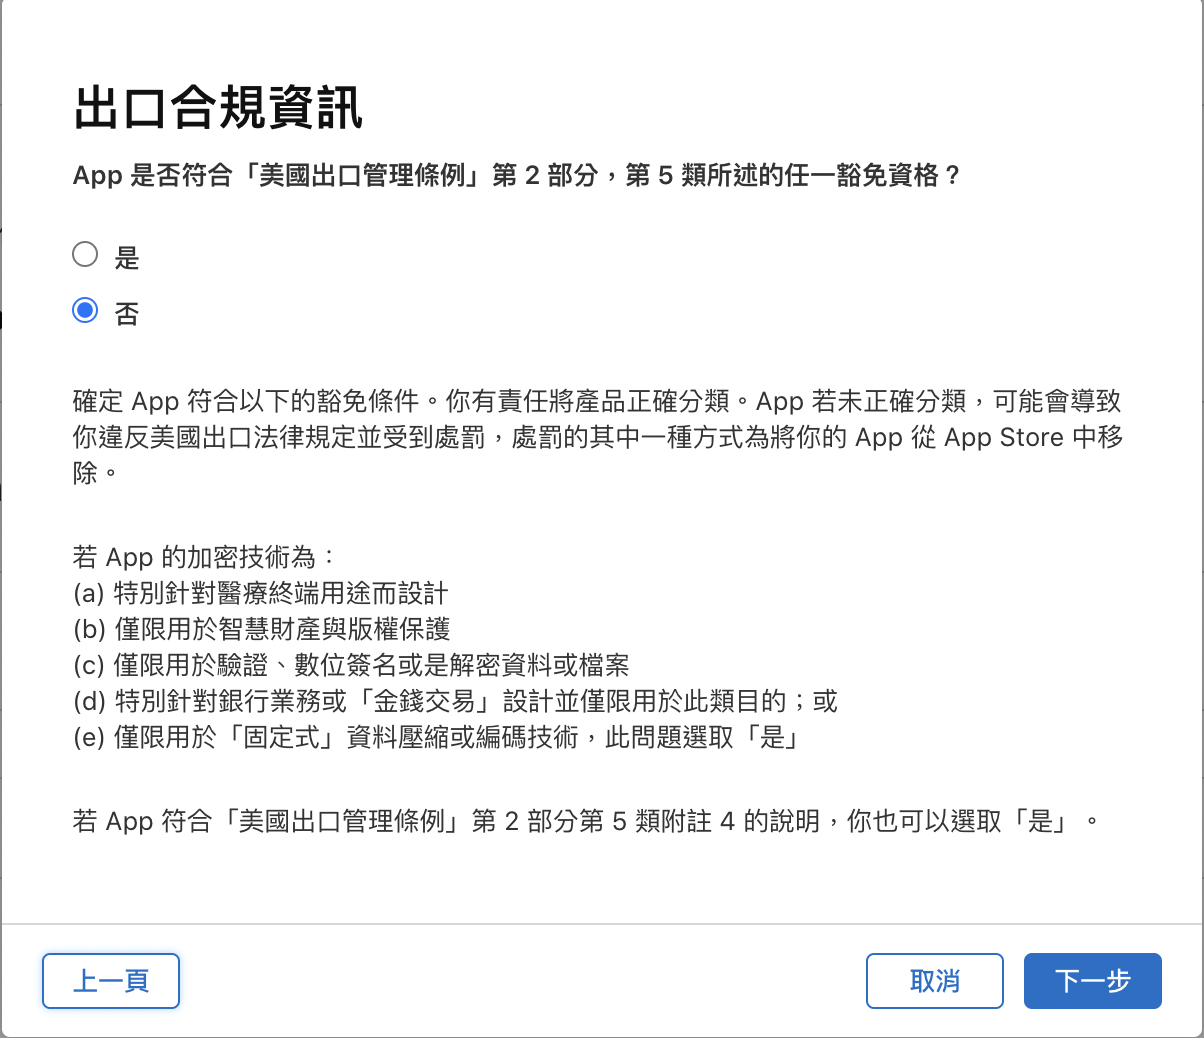 出口合規資訊
App 是否符合「美國出口管理條例」第 2 部分，第 5 類所述的任一豁免資格？
是
否
確定 App 符合以下的豁免條件。你有責任將產品正確分類。App 若未正確分類，可能會導致
你違反美國出口法律規定並受到處罰，處罰的其中一種方式為將你的 App 從 App Store 中移
除。
若 App 的加密技術為：
(a) 特別針對醫療終端用途而設計
(b) 僅限用於智慧財產與版權保護
(c) 僅限用於驗證、數位簽名或是解密資料或檔案
(d) 特別針對銀行業務或「金錢交易」設計並僅限用於此類目的；或
(e) 僅限用於「固定式」資料壓縮或編碼技術，此問題選取「是」
若 App 符合「美國出口管理條例」第 2 部分第 5 類附註 4 的說明，你也可以選取「是」。
上一頁
取消
下一步